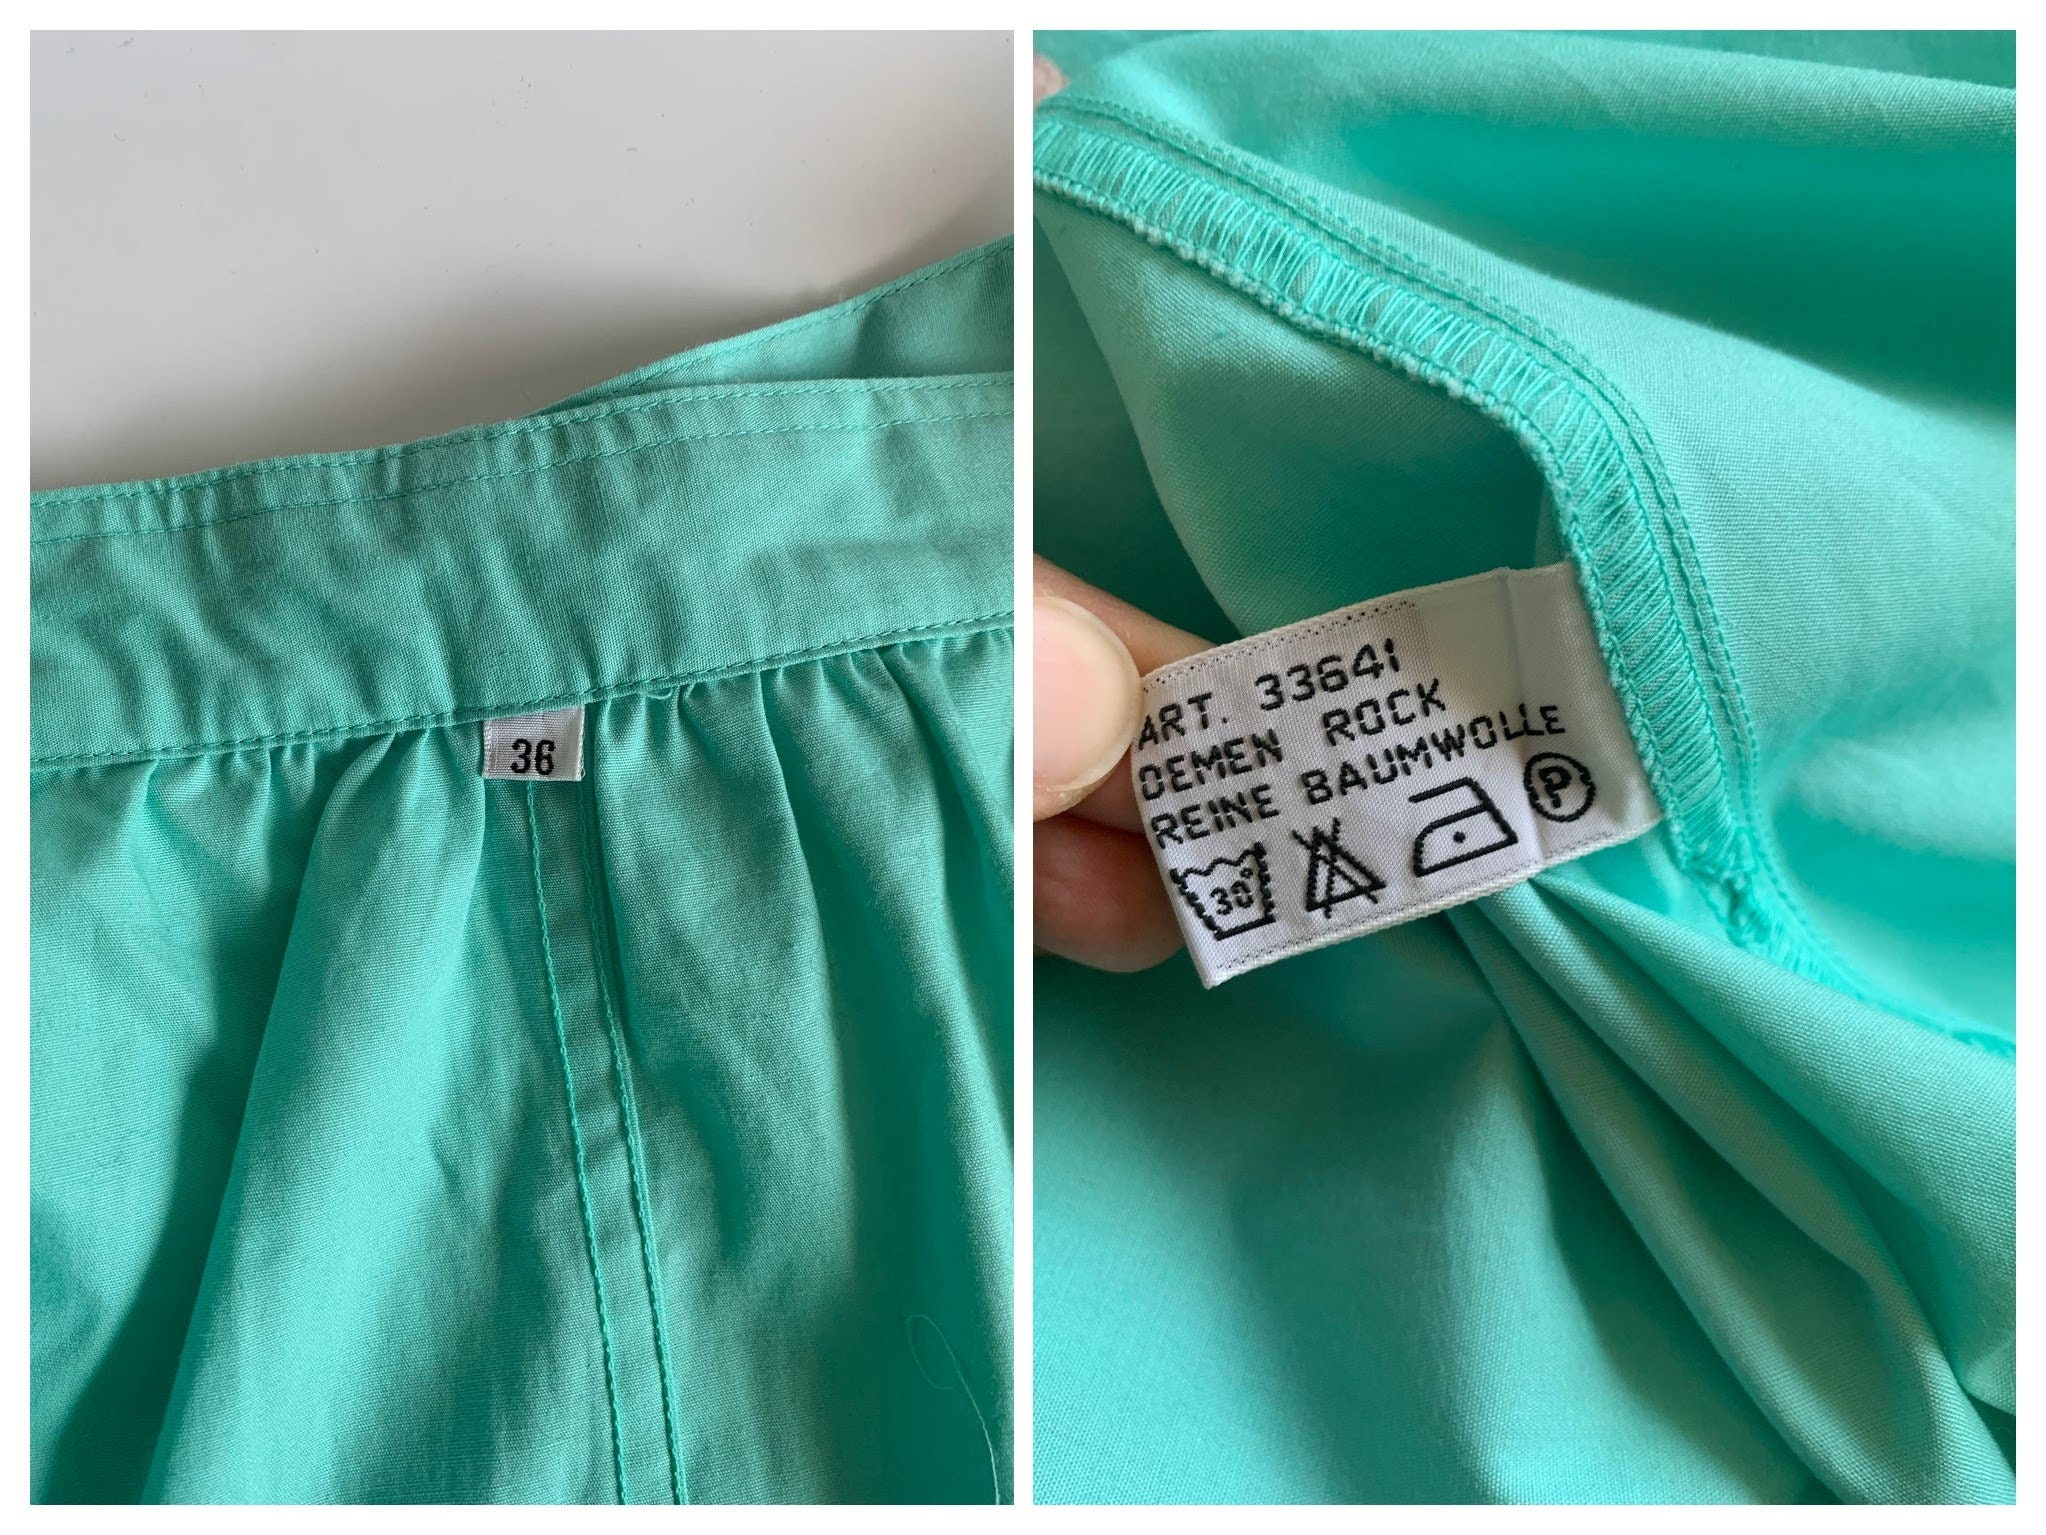 36
ART. 33641
DEMEN ROCK
REINE BAUMWOLLE
30°
P